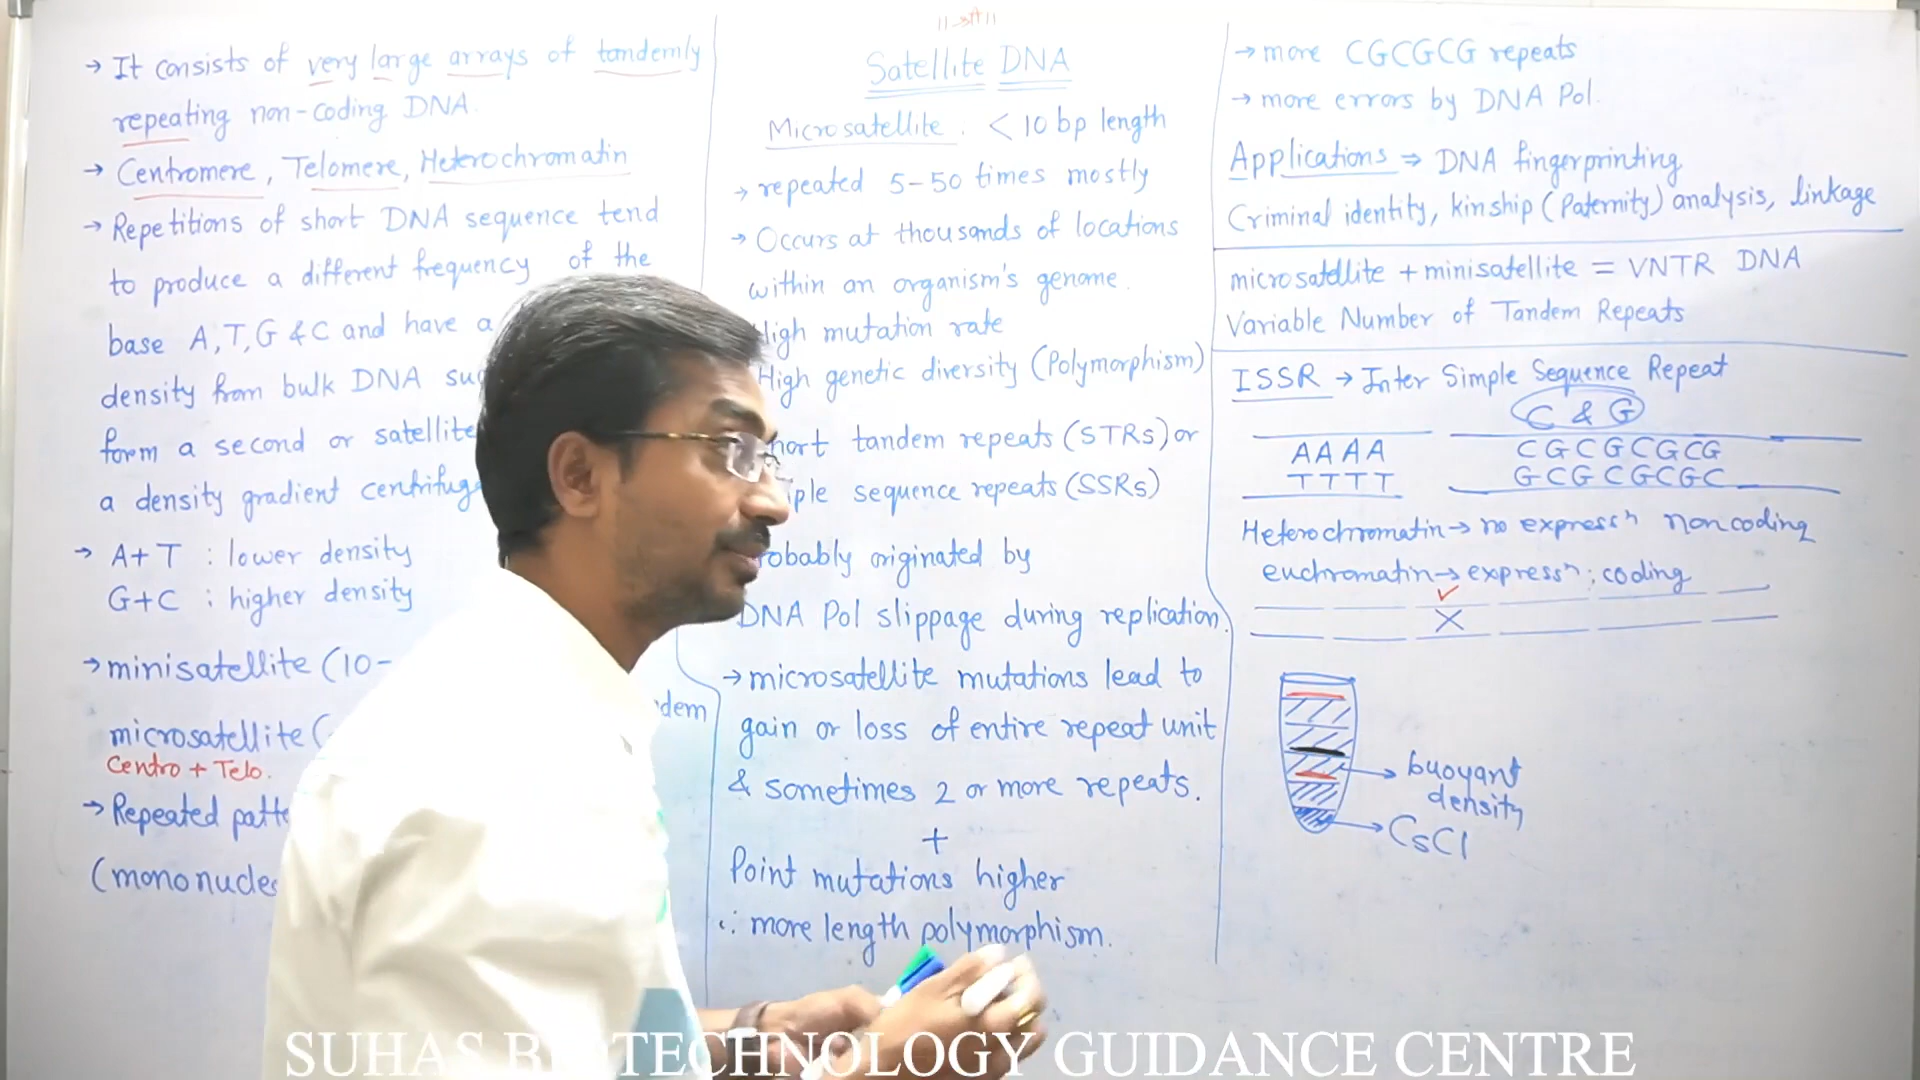 → It consists of very large arrays of tandemly
repeating non-coding DNA.
→ Centromere, Telomere, Heterochromatin
→ Repetitions of short DNA sequence tend
to produce a different frequency of the
base A, T, G & C and have a
density from bulk DNA
form a second or satellite
a density gradient
→ A+T : lower density
G+C : higher density
→ minisatellite (10-
microsatellite (
Centro + Telo.
→ Repeated
(
Satellite DNA
Microsatellite. < 10 bp length
→ repeated 5-50 times mostly
→ Occurs at thousands of locations
within an organism's genome.
High mutation rate
High genetic diversity (Polymorphism)
tandem repeats (STRs) or
sequence repeats (SSRs)
originated by
DNA Pol slippage during replication.
→ microsatellite mutations lead to
gain or loss of entire repeat unit
& sometimes 2 or more repeats.
+
Point mutations higher
∴ more length polymorphism.
→ more CGCGCG repeats
→ more errors by DNA Pol.
Applications ⇒ DNA fingerprinting
Criminal identity, kinship (Paternity) analysis, linkage
microsatellite + minisatellite = VNTR DNA
Variable Number of Tandem Repeats
ISSR → Inter Simple Sequence Repeat
C & G
AAAA CGCGCGCG
TTTT GCGCGCGC
Heterochromatin → no expressⁿ noncoding
euchromatin → expressⁿ; coding
✓
X
→ buoyant
density
→ CsCl
SUHAS BIOTECHNOLOGY GUIDANCE CENTRE